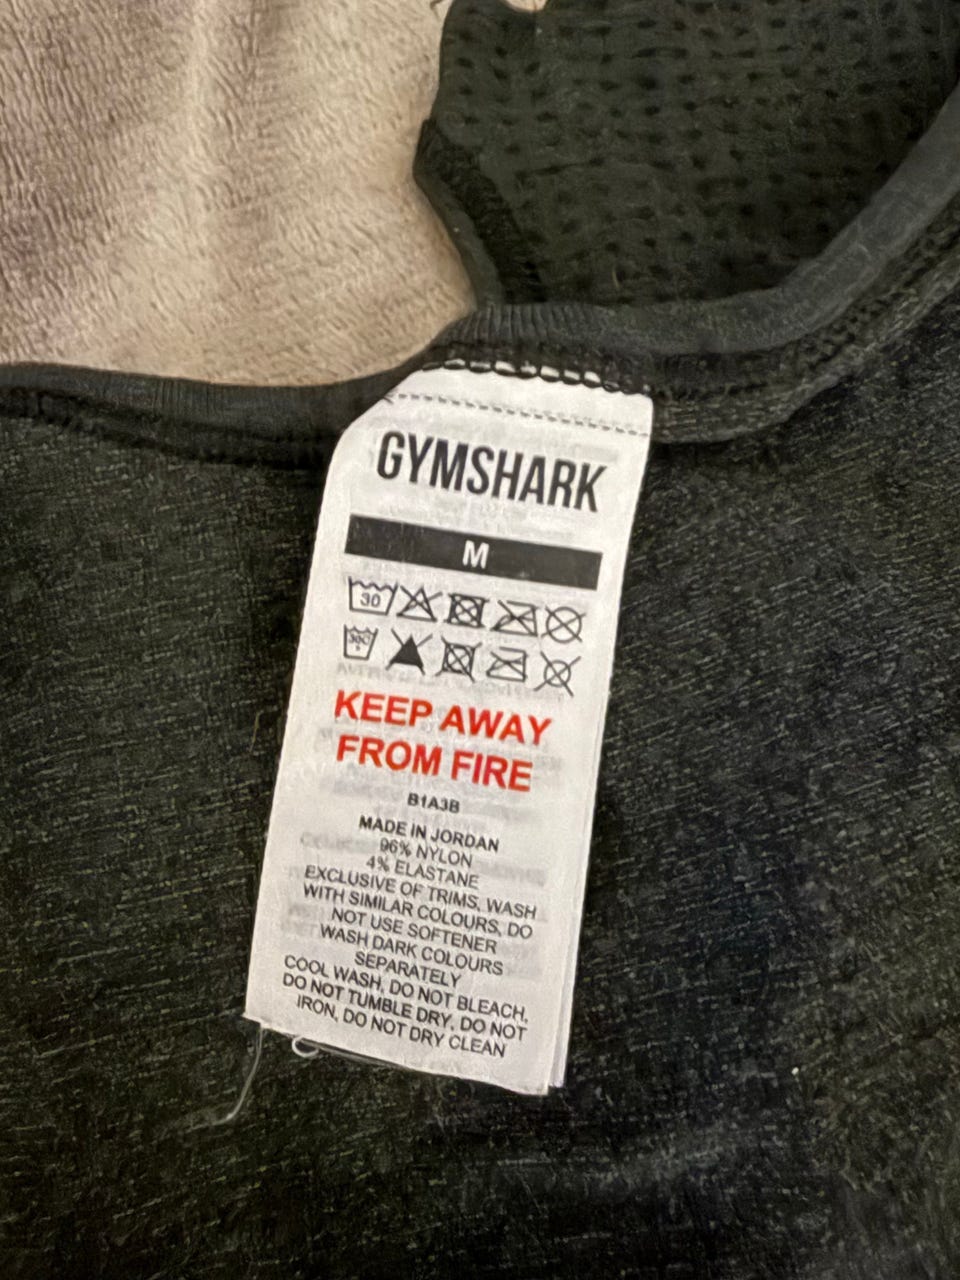 GYMSHARK
M
30
30C
KEEP AWAY
FROM FIRE
B1A3B
MADE IN JORDAN
96% NYLON
4% ELASTANE
EXCLUSIVE OF TRIMS, WASH
WITH SIMILAR COLOURS, DO
NOT USE SOFTENER
WASH DARK COLOURS
SEPARATELY
COOL WASH, DO NOT BLEACH,
DO NOT TUMBLE DRY, DO NOT
IRON, DO NOT DRY CLEAN